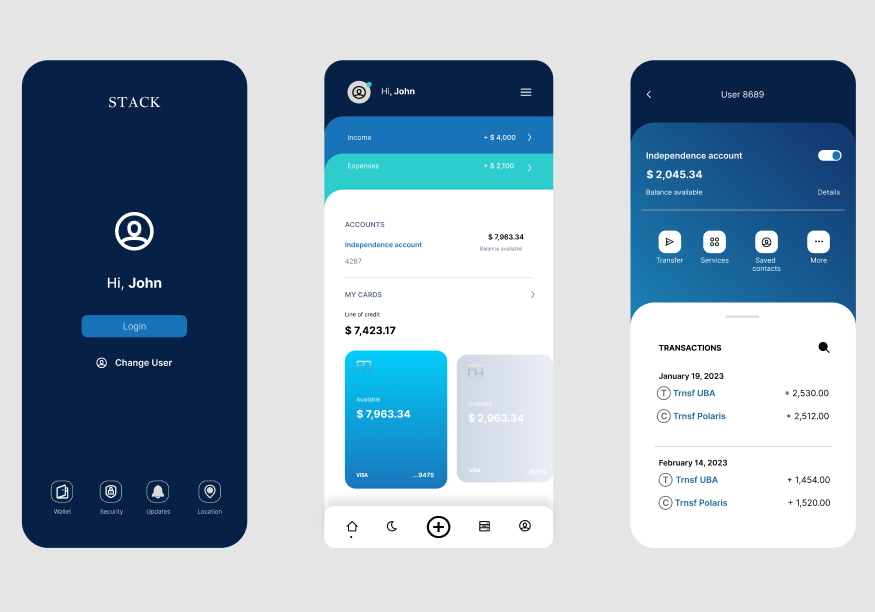 STACK
Hi, John
Login
Change User
Wallet
Security
Updates
Location
Hi, John
Income
+ $ 4,000
Expenses
+ $ 2,100
ACCOUNTS
$ 7,963.34
Independence account
Balance available
4287
MY CARDS
Line of credit
$ 7,423.17
Available
$ 7,963.34
VISA
...9475
Available
$ 2,963.34
VISA
...9475
User 8689
Independence account
$ 2,045.34
Balance available
Details
Transfer
Services
Saved
contacts
More
TRANSACTIONS
January 19, 2023
T Trnsf UBA
+ 2,530.00
C Trnsf Polaris
+ 2,512.00
February 14, 2023
T Trnsf UBA
+ 1,454.00
C Trnsf Polaris
+ 1,520.00